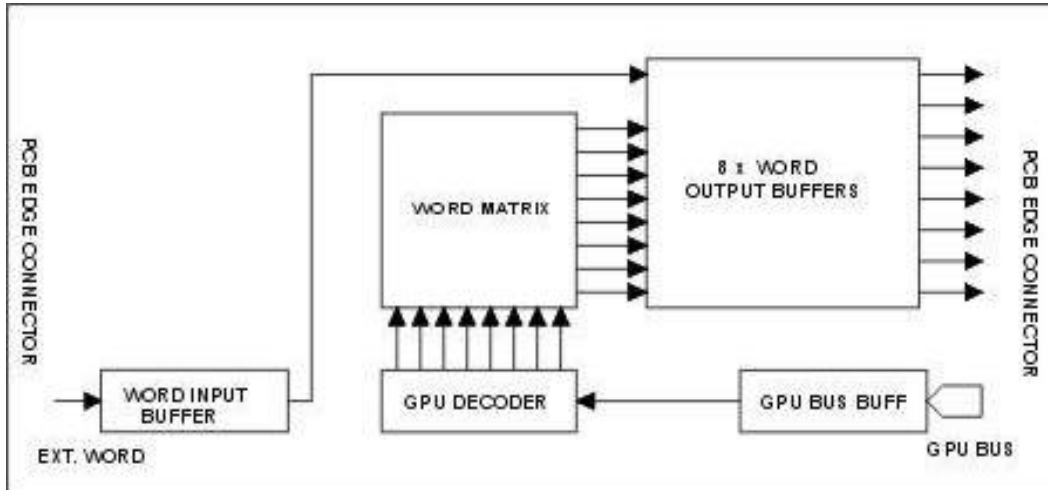 PCB EDGE CONNECTOR
8 x WORD
OUTPUT BUFFERS
PCB EDGE CONNECTOR
WORD MATRIX
WORD INPUT
BUFFER
GPU DECODER
GPU BUS BUFF
EXT. WORD
GPU BUS